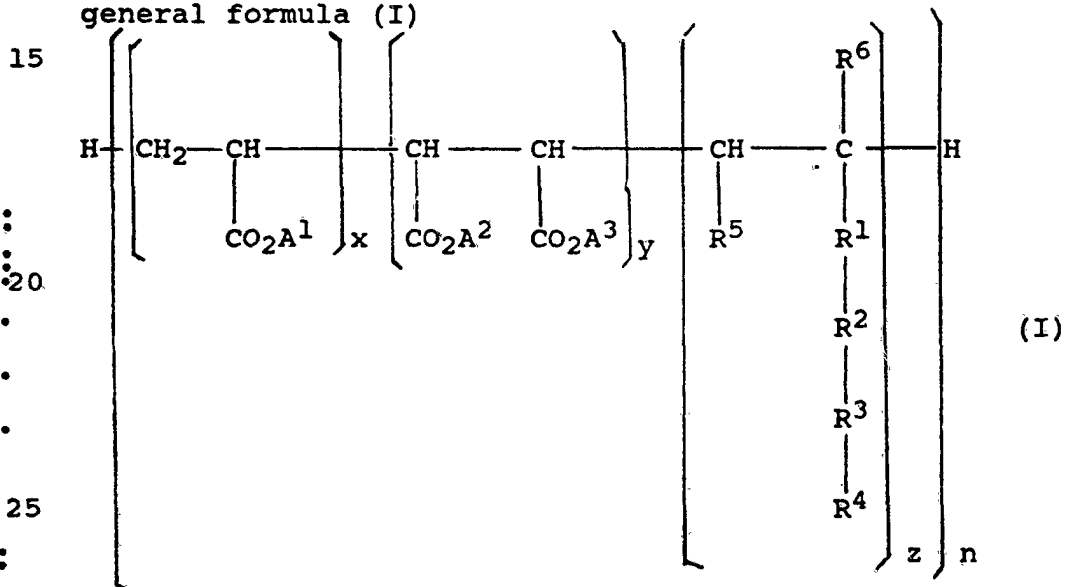 general formula (I)
15 R⁶
H CH₂ CH CH CH CH C H
CO₂A¹ x CO₂A² CO₂A³ y R⁵ R¹
20
R² (I)
R³
25 R⁴
z n